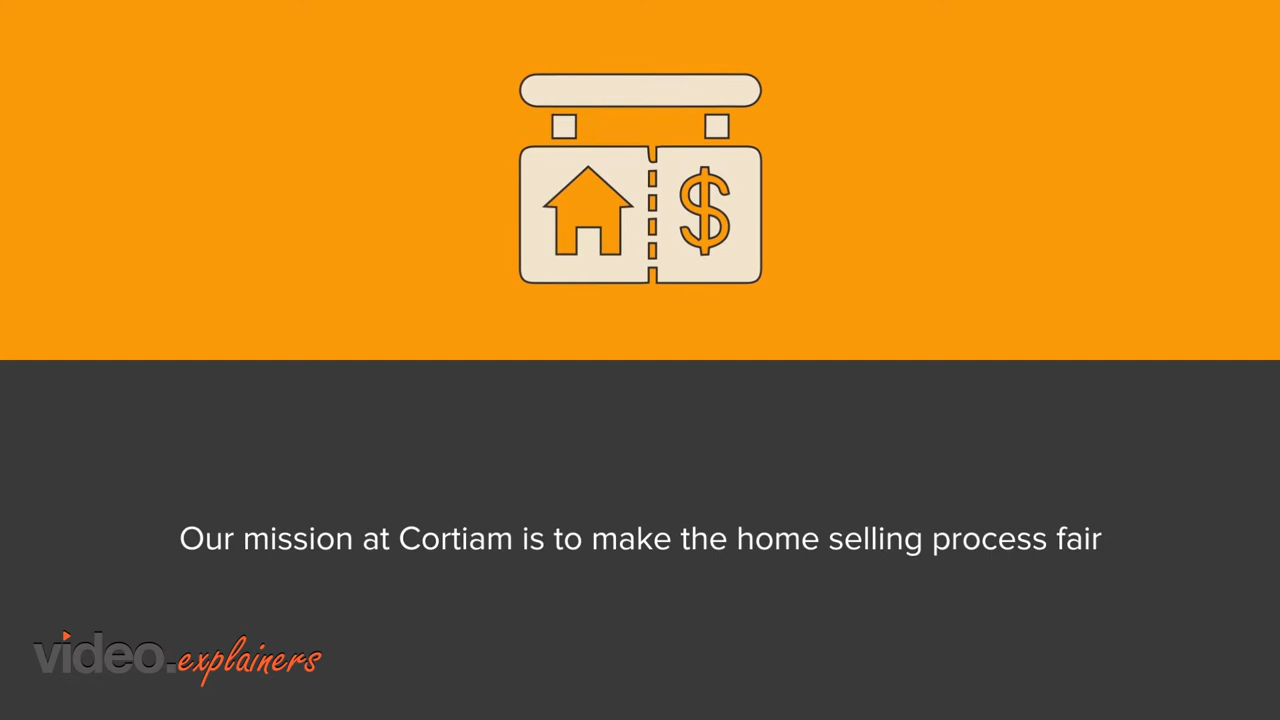 $
Our mission at Cortiam is to make the home selling process fair
video.explainers